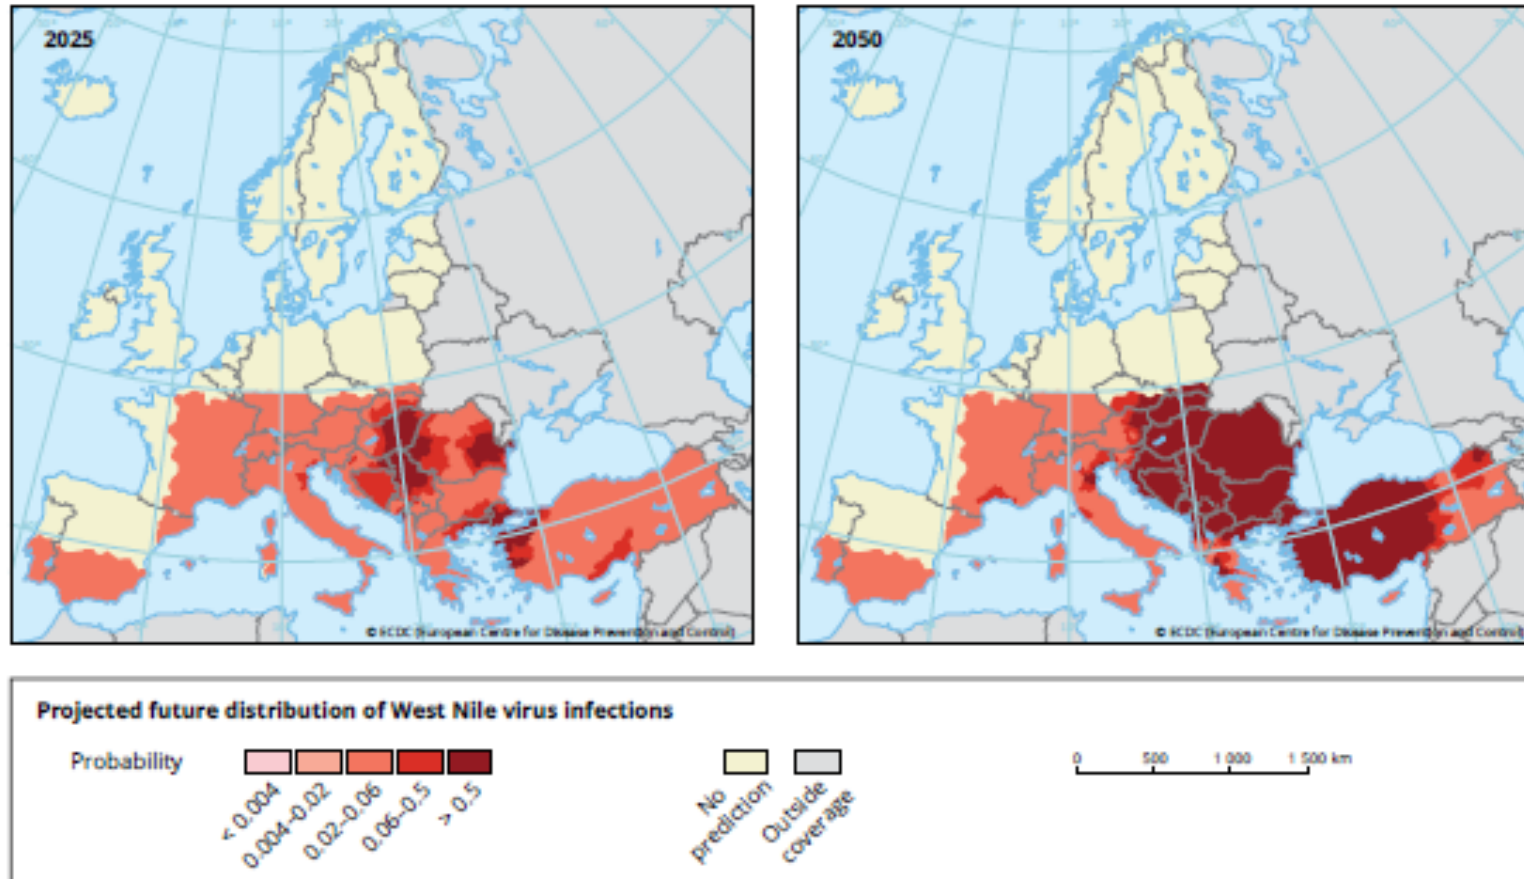 2025
2050
© ECDC (European Centre for Disease Prevention and Control)
© ECDC (European Centre for Disease Prevention and Control)
Projected future distribution of West Nile virus infections
Probability
< 0.004
0.004–0.02
0.02–0.06
0.06–0.5
> 0.5
No
prediction
Outside
coverage
0 500 1 000 1 500 km